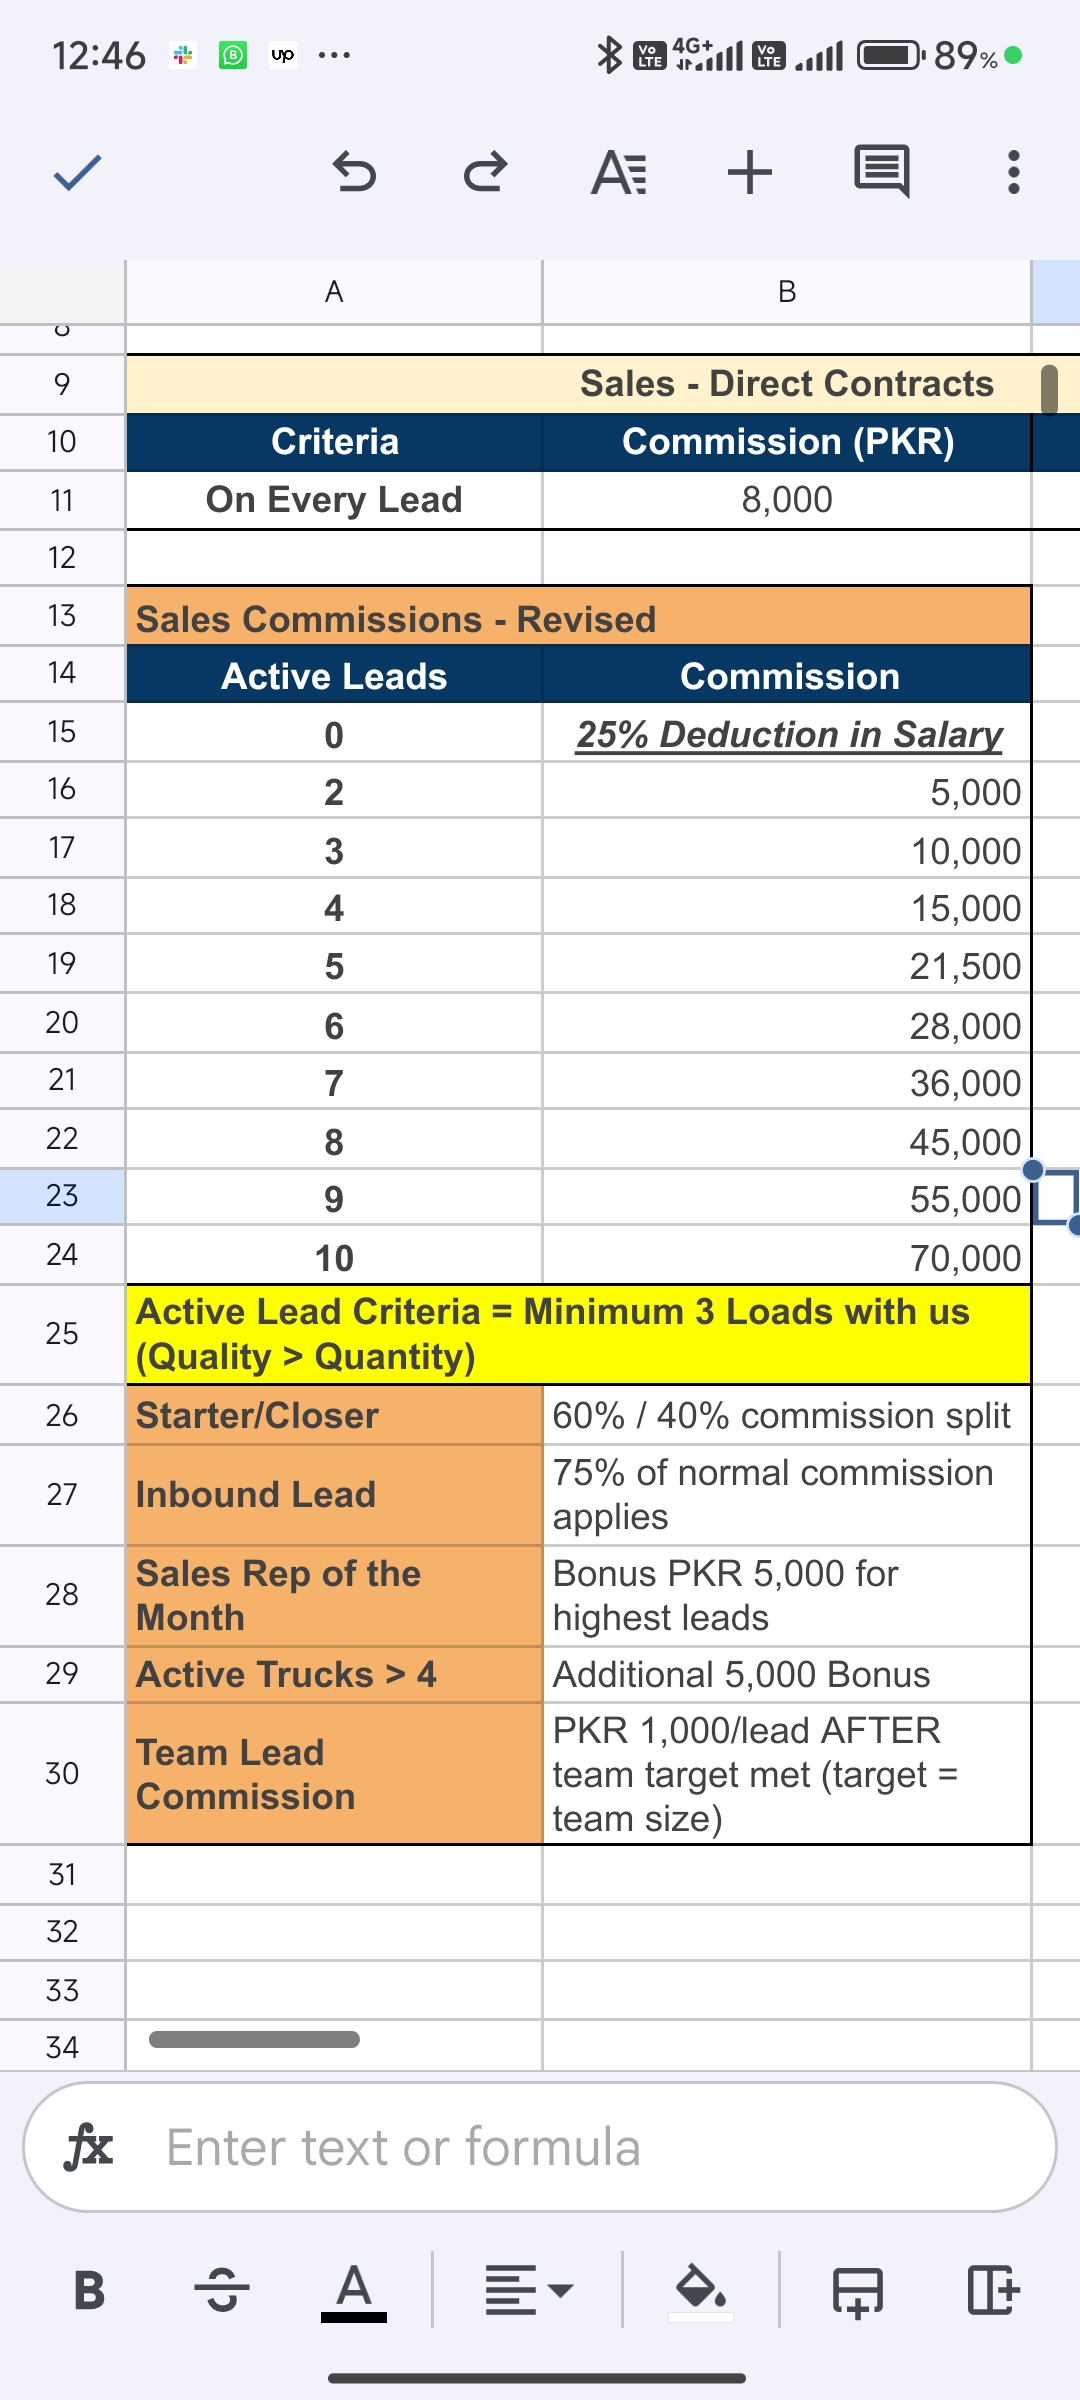 12:46
up
Vo LTE
4G+
Vo LTE
89%
A
B
8
9
Sales - Direct Contracts
10
Criteria
Commission (PKR)
11
On Every Lead
8,000
12
13
Sales Commissions - Revised
14
Active Leads
Commission
15
0
25% Deduction in Salary
16
2
5,000
17
3
10,000
18
4
15,000
19
5
21,500
20
6
28,000
21
7
36,000
22
8
45,000
23
9
55,000
24
10
70,000
25
Active Lead Criteria = Minimum 3 Loads with us
(Quality > Quantity)
26
Starter/Closer
60% / 40% commission split
27
Inbound Lead
75% of normal commission
applies
28
Sales Rep of the
Month
Bonus PKR 5,000 for
highest leads
29
Active Trucks > 4
Additional 5,000 Bonus
30
Team Lead
Commission
PKR 1,000/lead AFTER
team target met (target =
team size)
31
32
33
34
fx
Enter text or formula
B
S
A